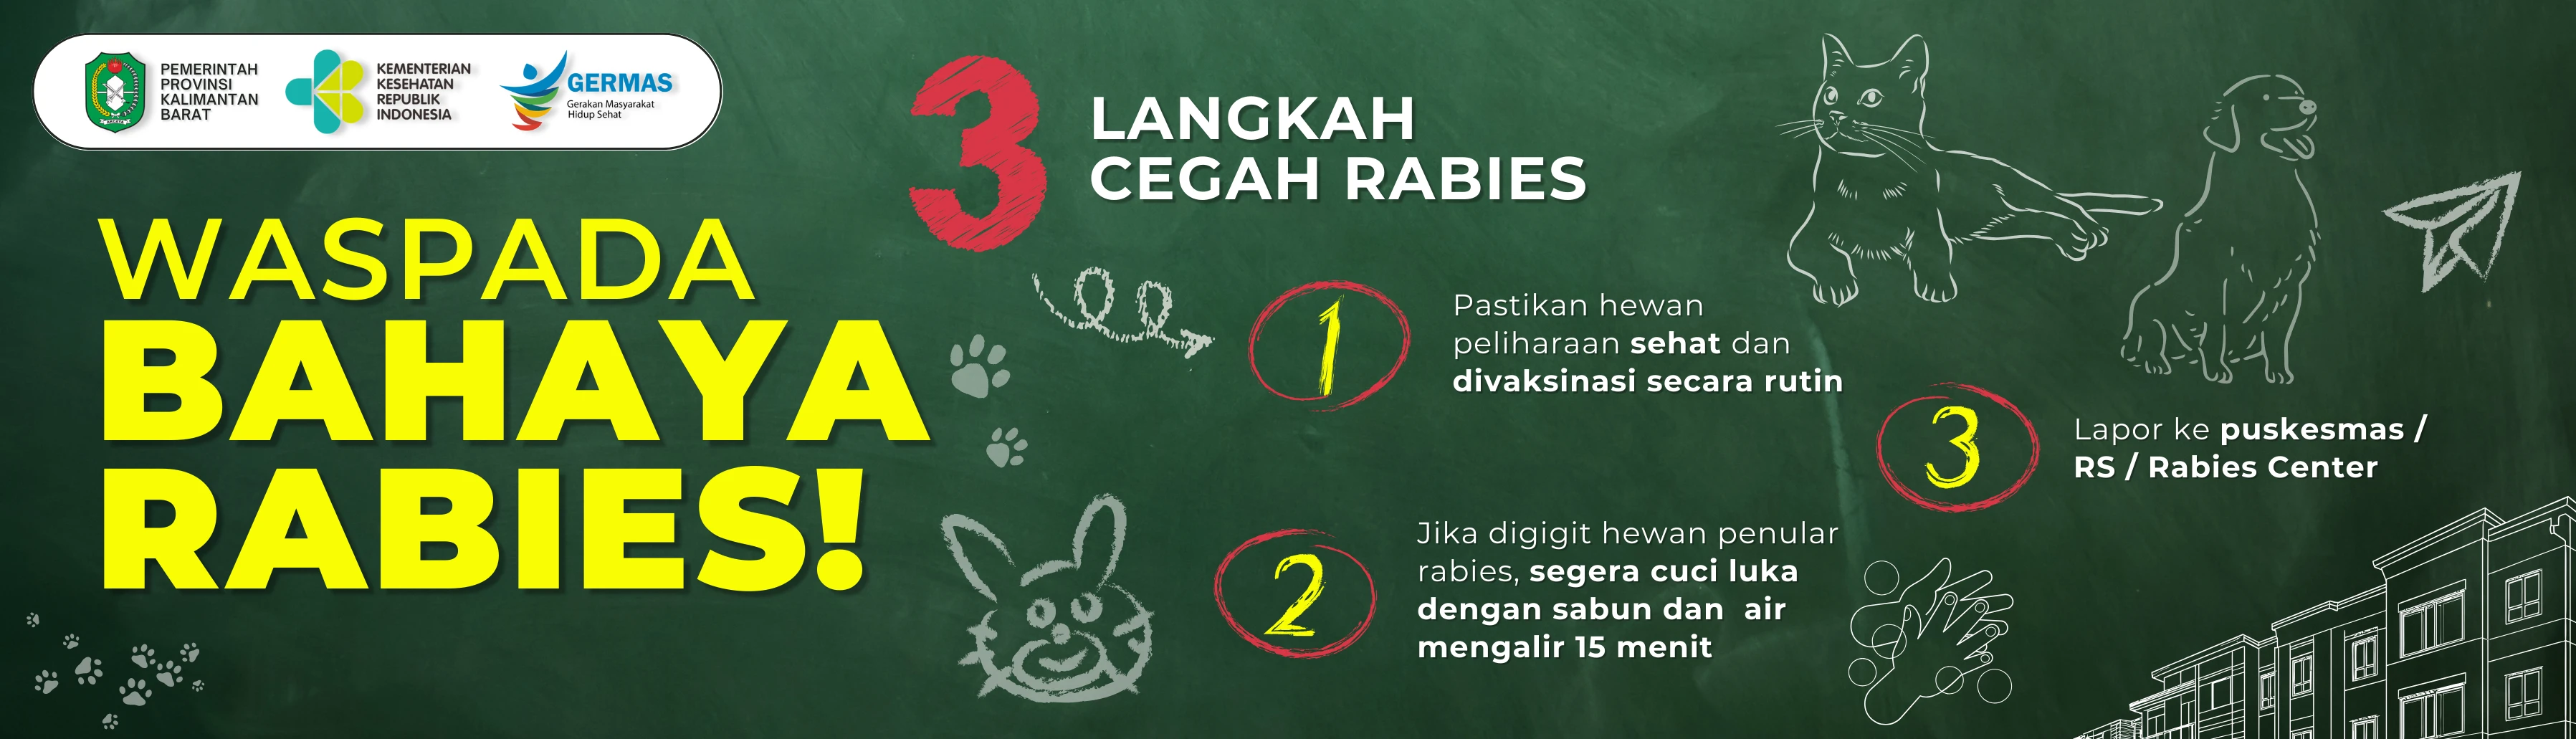 PEMERINTAH
PROVINSI
KALIMANTAN
BARAT
KEMENTERIAN
KESEHATAN
REPUBLIK
INDONESIA
GERMAS
Gerakan Masyarakat
Hidup Sehat
WASPADA
BAHAYA
RABIES!
3
LANGKAH
CEGAH RABIES
1
Pastikan hewan
peliharaan sehat dan
divaksinasi secara rutin
2
Jika digigit hewan penular
rabies, segera cuci luka
dengan sabun dan  air
mengalir 15 menit
3
Lapor ke puskesmas /
RS / Rabies Center